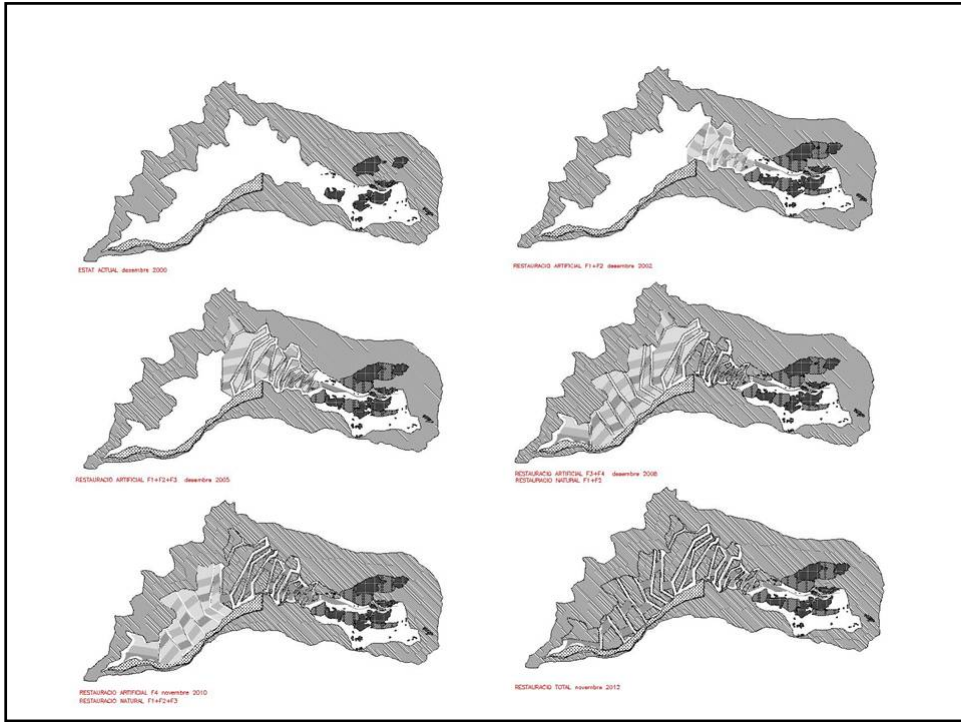 ESTAT ACTUAL desembre 2000
RESTAURACIO ARTIFICIAL F1+F2 desembre 2002
RESTAURACIO ARTIFICIAL F1+F2+F3 desembre 2005
RESTAURACIO ARTIFICIAL F3+F4 desembre 2008
RESTAURACIO NATURAL F1+F2
RESTAURACIO ARTIFICIAL F4 novembre 2010
RESTAURACIO NATURAL F1+F2+F3
RESTAURACIO TOTAL novembre 2012